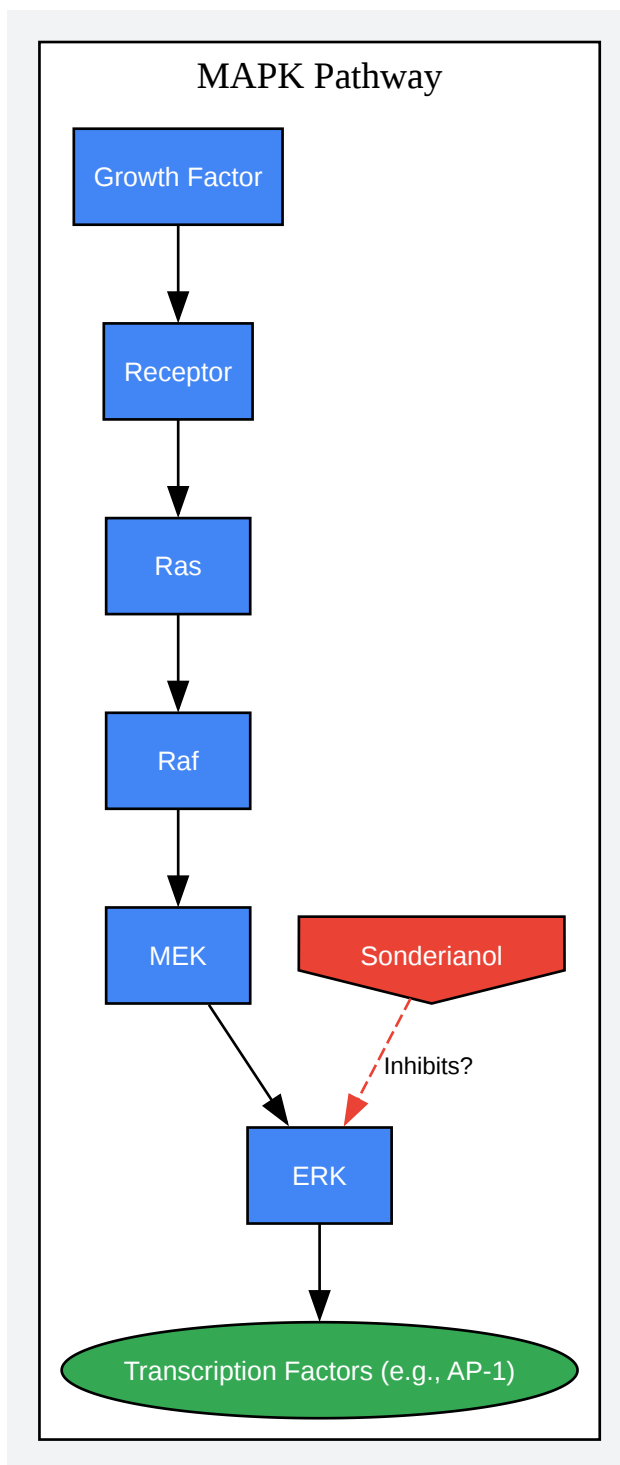 MAPK Pathway
Growth Factor
Receptor
Ras
Raf
MEK
Sonderianol
Inhibits?
ERK
Transcription Factors (e.g., AP-1)